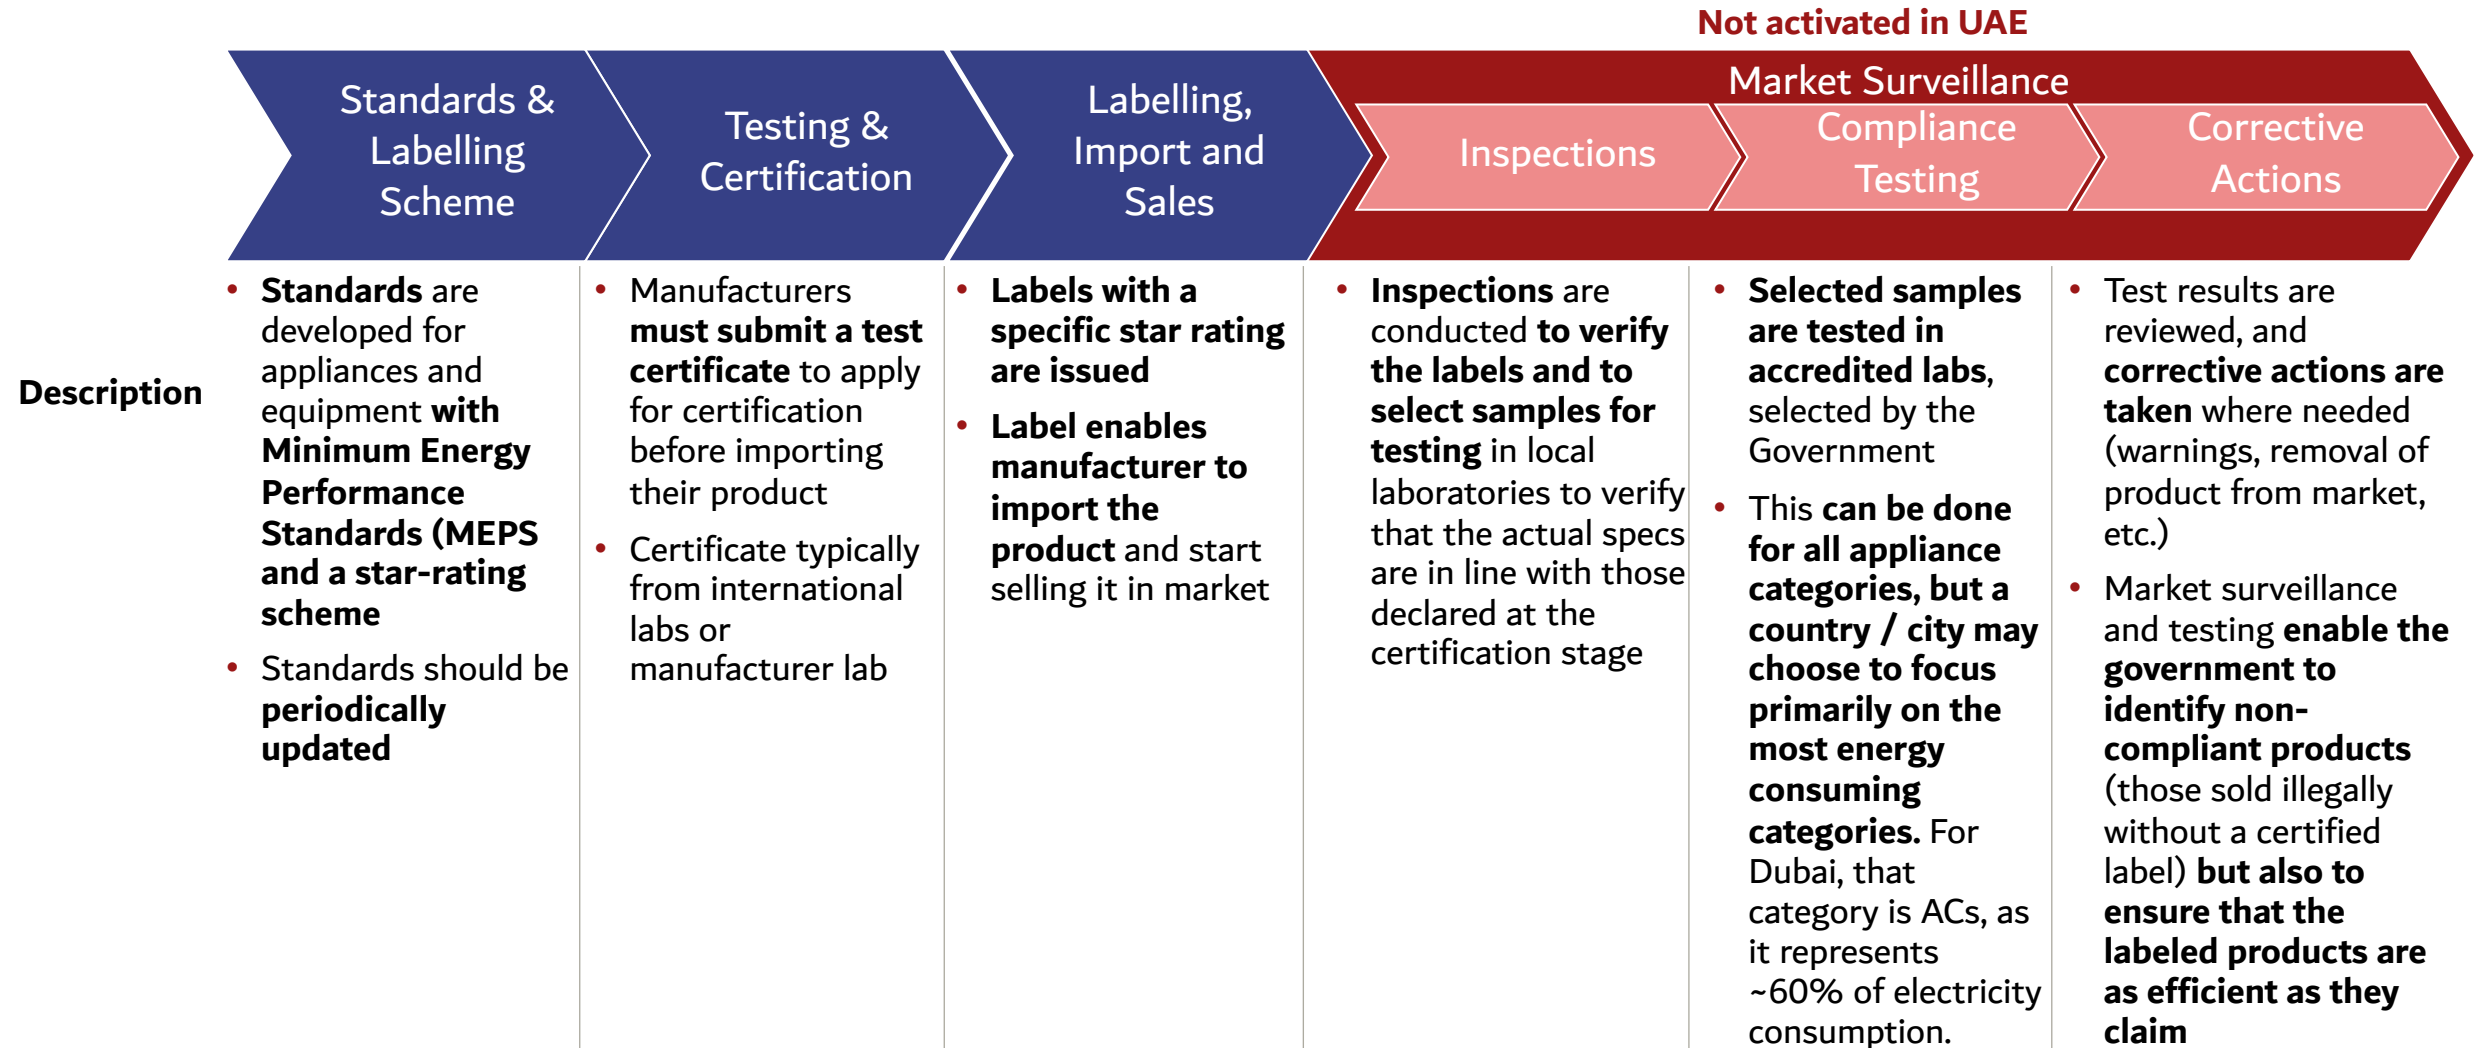 Not activated in UAE
Standards &
Labelling
Scheme
Testing &
Certification
Labelling,
Import and
Sales
Market Surveillance
Inspections
Compliance
Testing
Corrective
Actions
Description
• Standards are
developed for
appliances and
equipment with
Minimum Energy
Performance
Standards (MEPS
and a star-rating
scheme
• Standards should be
periodically
updated
• Manufacturers
must submit a test
certificate to apply
for certification
before importing
their product
• Certificate typically
from international
labs or
manufacturer lab
• Labels with a
specific star rating
are issued
• Label enables
manufacturer to
import the
product and start
selling it in market
• Inspections are
conducted to verify
the labels and to
select samples for
testing in local
laboratories to verify
that the actual specs
are in line with those
declared at the
certification stage
• Selected samples
are tested in
accredited labs,
selected by the
Government
• This can be done
for all appliance
categories, but a
country / city may
choose to focus
primarily on the
most energy
consuming
categories. For
Dubai, that
category is ACs, as
it represents
~60% of electricity
consumption.
• Test results are
reviewed, and
corrective actions are
taken where needed
(warnings, removal of
product from market,
etc.)
• Market surveillance
and testing enable the
government to
identify non-
compliant products
(those sold illegally
without a certified
label) but also to
ensure that the
labeled products are
as efficient as they
claim